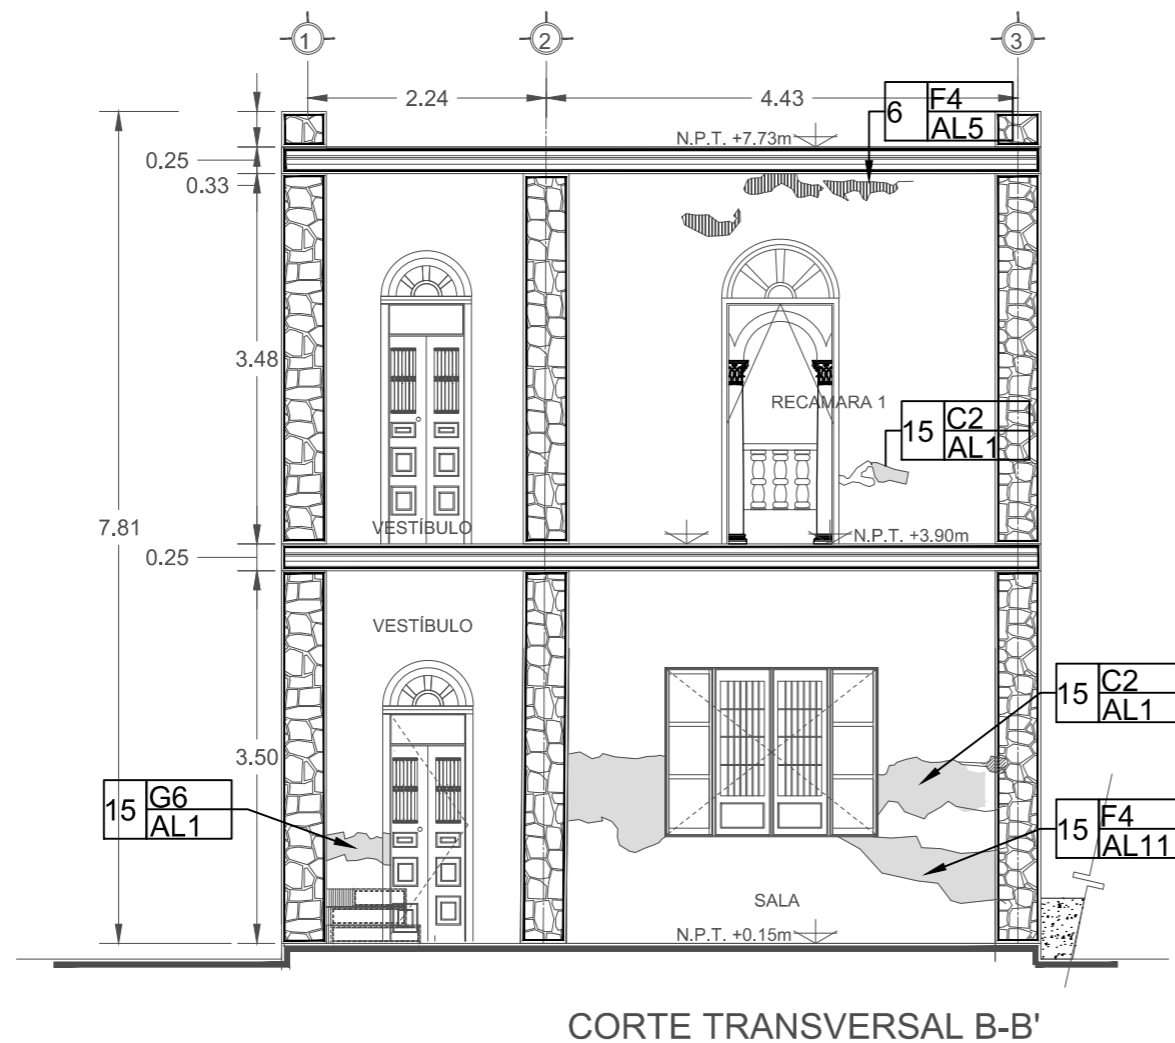 1
2
3
2.24
4.43
6
F4
AL5
N.P.T. +7.73m
0.25
0.33
3.48
RECAMARA 1
15
C2
AL1
7.81
VESTÍBULO
N.P.T. +3.90m
0.25
VESTÍBULO
15
C2
AL1
3.50
15
G6
AL1
15
F4
AL11
SALA
N.P.T. +0.15m
CORTE TRANSVERSAL B-B'